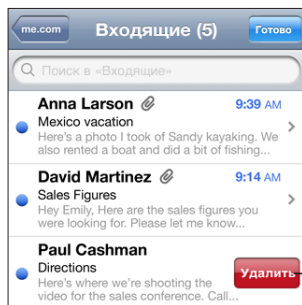 me.com
Входящие (5)
Готово
Поиск в «Входящие»
Anna Larson
9:39 AM
Mexico vacation
Here's a photo I took of Sandy kayaking. We
also rented a boat and did a bit of fishing...
David Martinez
9:14 AM
Sales Figures
Hey Emily, Here are the sales figures you
were looking for. Please let me know...
Paul Cashman
Directions
Удалить
Here's where we're shooting the
video for the sales conference. Call...